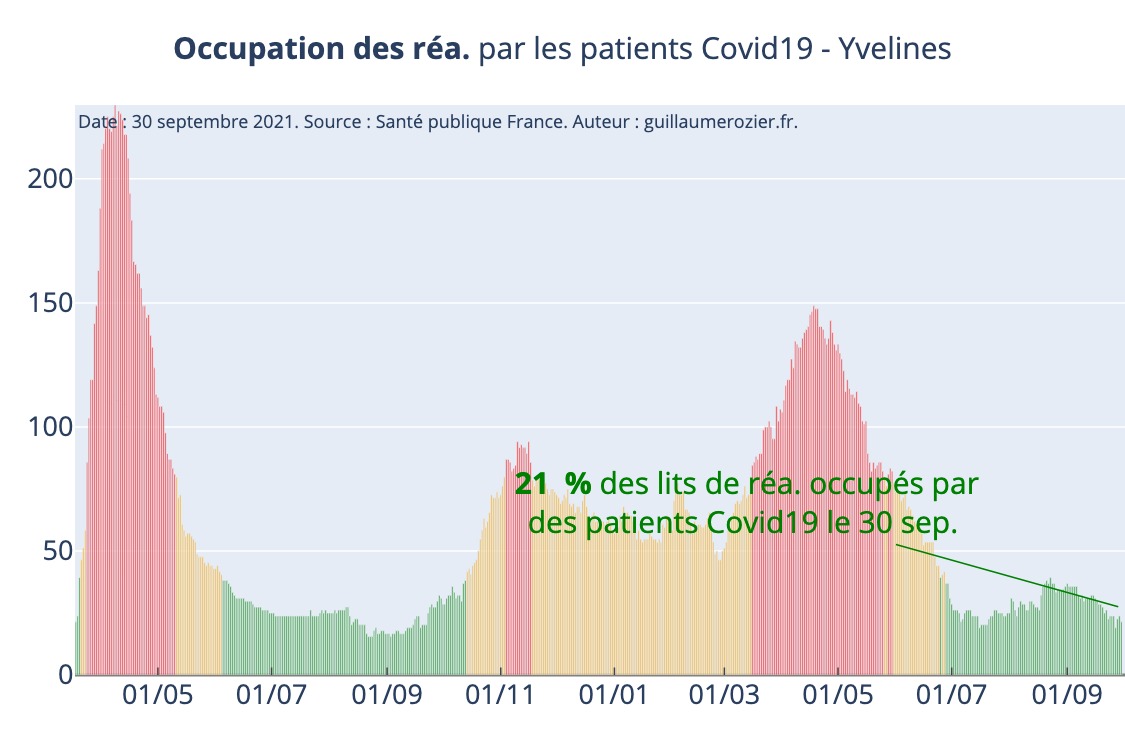 Occupation des réa. par les patients Covid19 - Yvelines
Date : 30 septembre 2021. Source : Santé publique France. Auteur : guillaumerozier.fr.
200
150
100
21 % des lits de réa. occupés par
des patients Covid19 le 30 sep.
50
0
01/05 01/07 01/09 01/11 01/01 01/03 01/05 01/07 01/09